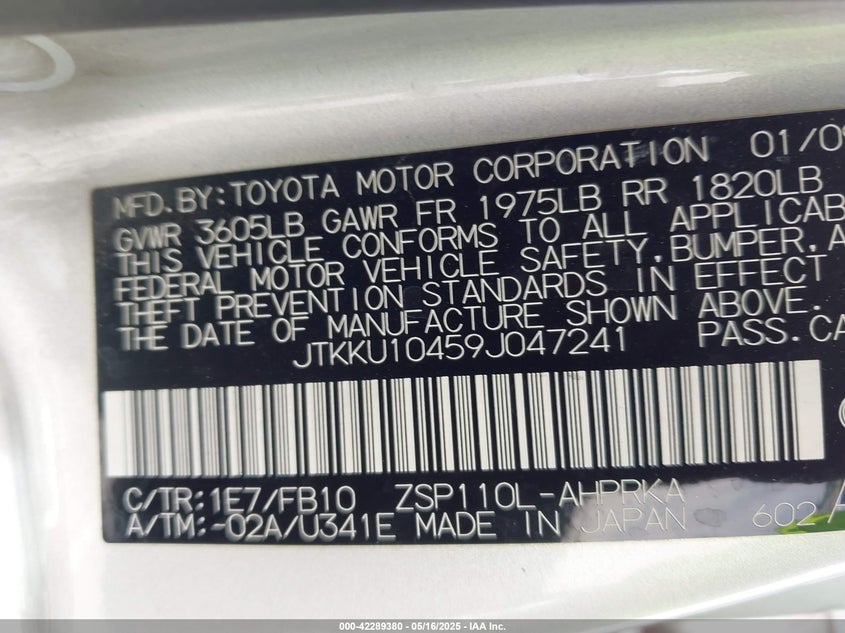 MFD.BY:TOYOTA MOTOR CORPORATION 01/09
GVWR 3605LB GAWR FR 1975LB RR 1820LB
THIS VEHICLE CONFORMS TO ALL APPLICAB
FEDERAL MOTOR VEHICLE SAFETY,BUMPER,A
THEFT PREVENTION STANDARDS IN EFFECT
THE DATE OF MANUFACTURE SHOWN ABOVE.
JTKKU10459J047241 PASS.CA
C/TR:1E7/FB10 ZSP110L-AHPRKA
A/TM:-02A/U341E MADE IN JAPAN 602
000-42289380 - 05/16/2025 - IAA Inc.